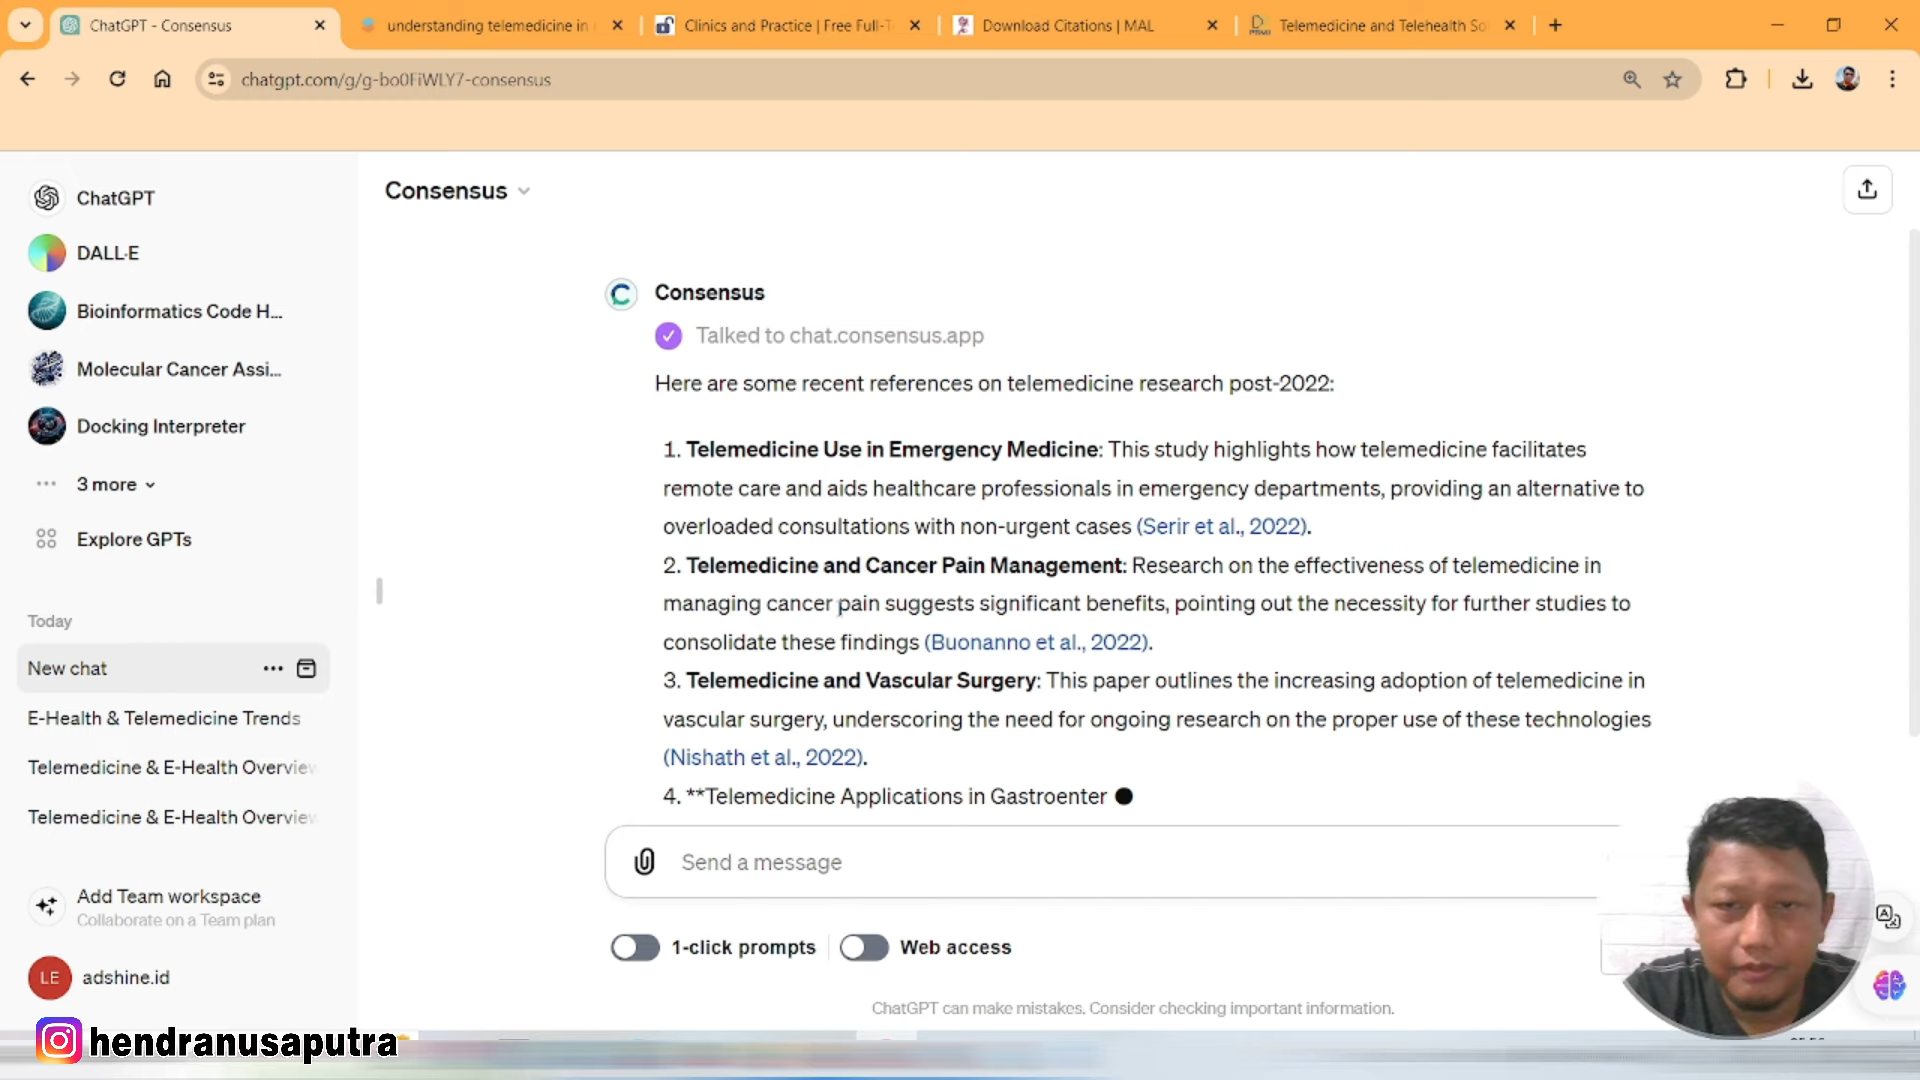 ChatGPT - Consensus
understanding telemedicine in
Clinics and Practice | Free Full-T
Download Citations | MAL
Telemedicine and Telehealth So
chatgpt.com/g/g-bo0FiWLY7-consensus
ChatGPT
DALL·E
Bioinformatics Code H...
Molecular Cancer Assi...
Docking Interpreter
3 more
Explore GPTs
Today
New chat
E-Health & Telemedicine Trends
Telemedicine & E-Health Overview
Telemedicine & E-Health Overview
Add Team workspace
Collaborate on a Team plan
LE
adshine.id
hendranusaputra
Consensus
Consensus
Talked to chat.consensus.app
Here are some recent references on telemedicine research post-2022:
1. Telemedicine Use in Emergency Medicine: This study highlights how telemedicine facilitates
remote care and aids healthcare professionals in emergency departments, providing an alternative to
overloaded consultations with non-urgent cases (Serir et al., 2022).
2. Telemedicine and Cancer Pain Management: Research on the effectiveness of telemedicine in
managing cancer pain suggests significant benefits, pointing out the necessity for further studies to
consolidate these findings (Buonanno et al., 2022).
3. Telemedicine and Vascular Surgery: This paper outlines the increasing adoption of telemedicine in
vascular surgery, underscoring the need for ongoing research on the proper use of these technologies
(Nishath et al., 2022).
4. **Telemedicine Applications in Gastroenter
Send a message
1-click prompts
Web access
ChatGPT can make mistakes. Consider checking important information.